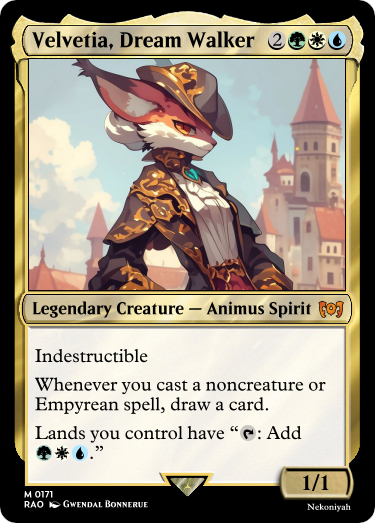 Velvetia, Dream Walker 2
Legendary Creature — Animus Spirit
Indestructible
Whenever you cast a noncreature or
Empyrean spell, draw a card.
Lands you control have “: Add
.”
1/1
M 0171
RAO Gwendal Bonnerue
Nekoniyah